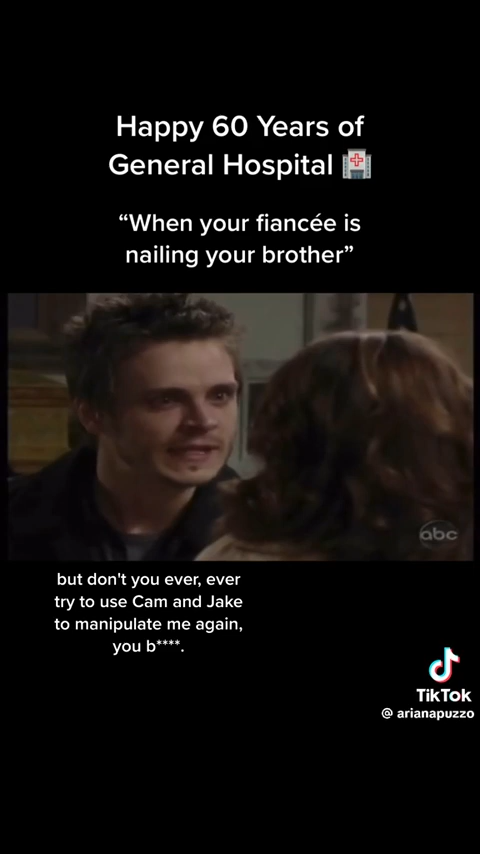 Happy 60 Years of
General Hospital 🏥
“When your fiancée is
nailing your brother”
abc
but don't you ever, ever
try to use Cam and Jake
to manipulate me again,
you b****.
TikTok
@ arianapuzzo